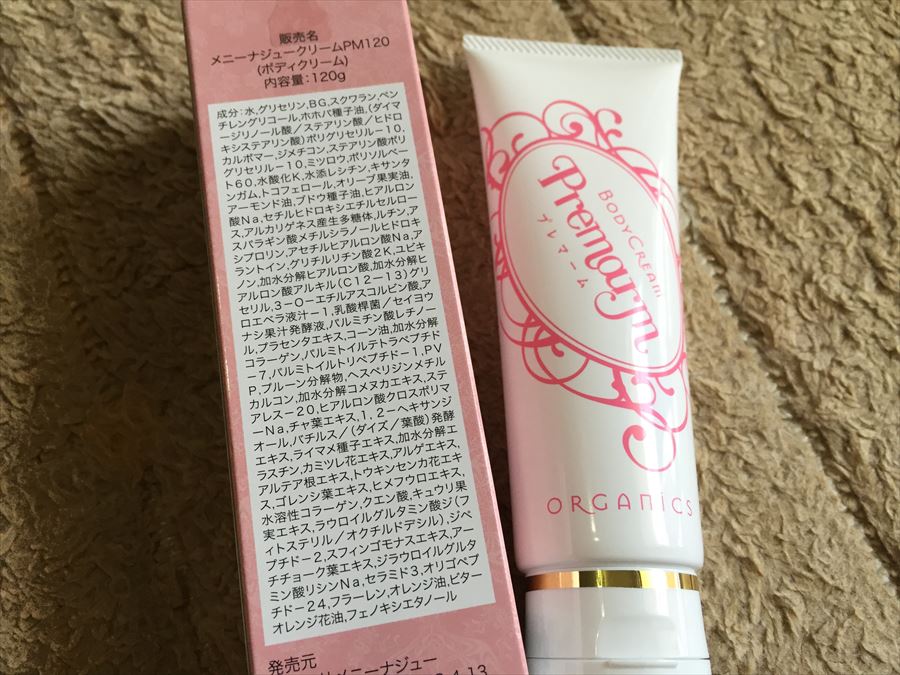 販売名
メニーナジュークリームPM120
(ボディクリーム)
内容量:120g
成分:水,グリセリン,BG,スクワラン,ペン
チレングリコール,ホホバ種子油,(ダイマ
ージリノール酸/ステアリン酸/ヒドロ
キシステアリン酸)ポリグリセリル-10,
カルボマー,ジメチコン,ステアリン酸ポリ
グリセリル-10,ミツロウ,ポリソルベー
ト60,水酸化K,水添レシチン,キサンタ
ンガム,トコフェロール,オリーブ果実油,
アーモンド油,ブドウ種子油,ヒアルロン
酸Na,セチルヒドロキシエチルセルロー
ス,アルカリゲネス産生多糖体,ルチン,ア
スパラギン酸メチルシラノールヒドロキ
シプロリン,アセチルヒアルロン酸Na,ア
ラントイン,グリチルリチン酸2K,ユビキ
ノン,加水分解ヒアルロン酸,加水分解ヒ
アルロン酸アルキル(C12-13)グリ
セリル,3-O-エチルアスコルビン酸,ア
ロエベラ液汁-1,乳酸桿菌/セイヨウ
ナシ果汁発酵液,パルミチン酸レチノー
ル,プラセンタエキス,コーン油,加水分解
コラーゲン,パルミトイルテトラペプチド
-7,パルミトイルトリペプチド-1,PV
P,プルーン分解物,ヘスペリジンメチル
カルコン,加水分解コメヌカエキス,ステ
アレス-20,ヒアルロン酸クロスポリマ
ーNa,チャ葉エキス,1,2-ヘキサンジ
オール,バチルス/(ダイズ/葉酸)発酵
エキス,ライマメ種子エキス,加水分解エ
ラスチン,カミツレ花エキス,アルゲエキス,
アルテア根エキス,トウキンセンカ花エキ
ス,ゴレンシ葉エキス,ヒメフウロエキス,
水溶性コラーゲン,クエン酸,キュウリ果
実エキス,ラウロイルグルタミン酸ジ(フ
ィトステリル/オクチルドデシル),ジペ
プチド-2,スフィンゴモナスエキス,アー
チチョーク葉エキス,ジラウロイルグルタ
ミン酸リシンNa,セラミド3,オリゴペプ
チド-24,フラーレン,オレンジ油,ビター
オレンジ花油,フェノキシエタノール
発売元
メニーナジュー
4-13
BODYCREAM
Premarm
プレマーム
ORGANICS